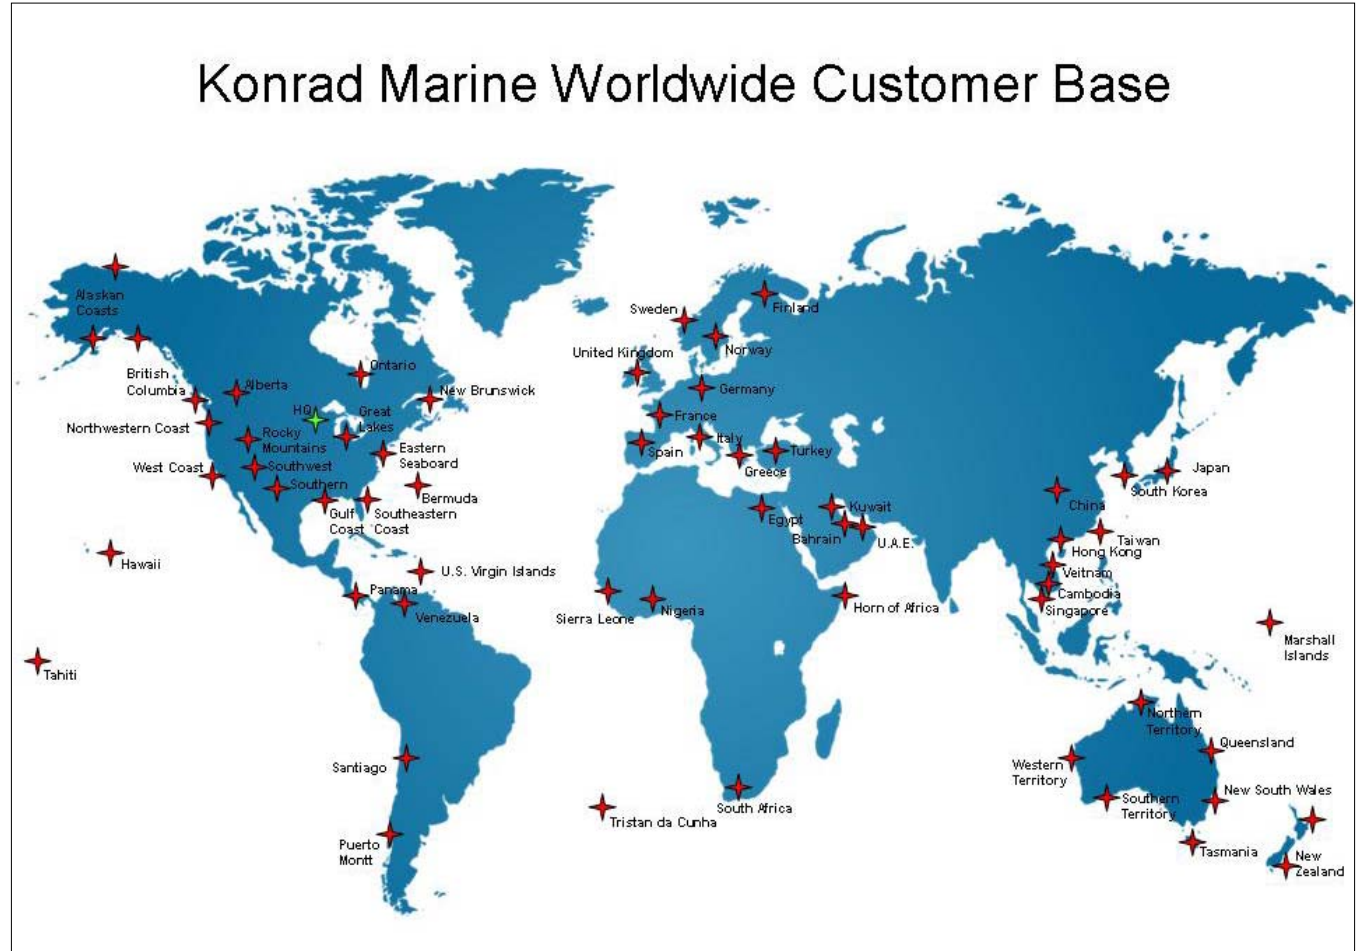 Konrad Marine Worldwide Customer Base
Alaskan
Coasts
British
Columbia
Alberta
Ontario
New Brunswick
HQ
Great
Lakes
Northwestern Coast
Rocky
Mountains
Eastern
Seaboard
West Coast
Southwest
Southern
Bermuda
Gulf
Coast
Southeastern
Coast
Hawaii
U.S. Virgin Islands
Panama
Venezuela
Tahiti
Santiago
Puerto
Montt
Sweden
Finland
Norway
United Kingdom
Germany
France
Italy
Spain
Greece
Turkey
Egypt
Kuwait
Bahrain
U.A.E.
Sierra Leone
Nigeria
Horn of Africa
South Africa
Tristan da Cunha
Japan
South Korea
China
Taiwan
Hong Kong
Veitnam
Cambodia
Singapore
Marshall
Islands
Northern
Territory
Queensland
Western
Territory
Southern
Territory
New South Wales
Tasmania
New
Zealand